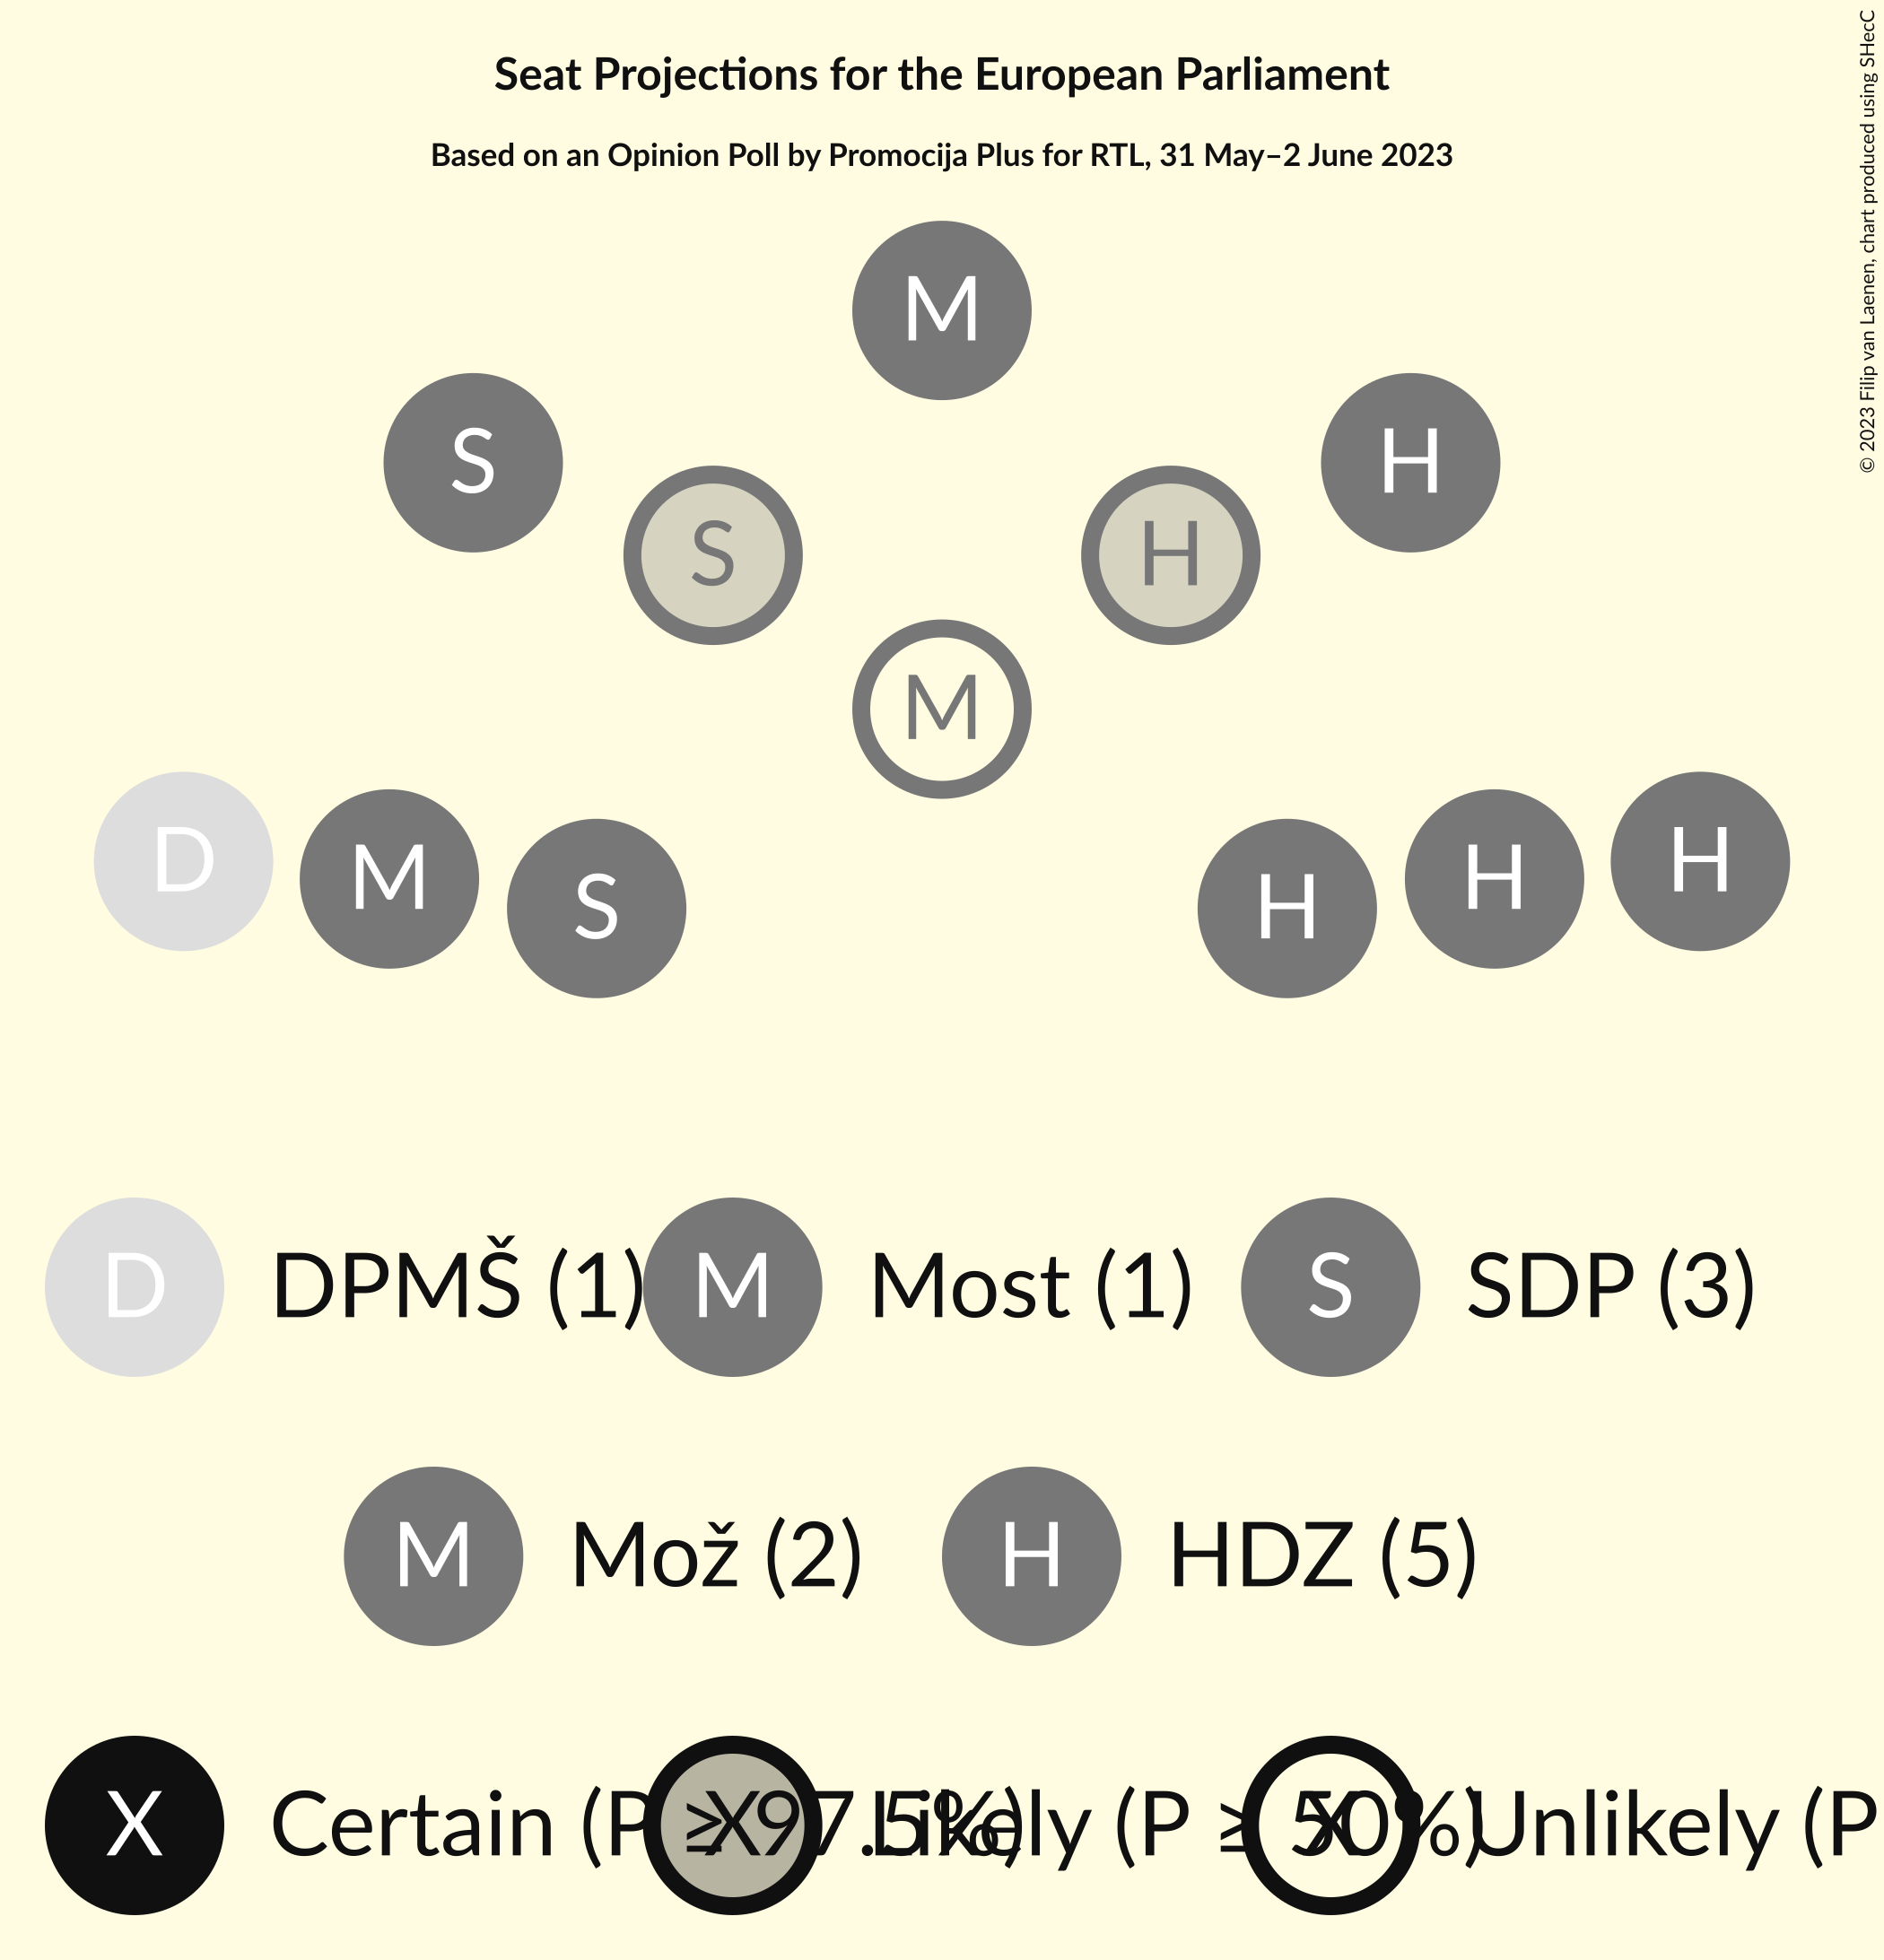 Seat Projections for the European Parliament
Based on an Opinion Poll by Promocija Plus for RTL, 31 May–2 June 2023
© 2023 Filip van Laenen, chart produced using SHecC
M
S
H
S
H
M
D
M
S
H
H
H
D DPMŠ (1) M Most (1) S SDP (3)
M Mož (2) H HDZ (5)
X Certain (P ≥ 97.5%) X Likely (P ≥ 50%) X Unlikely (P